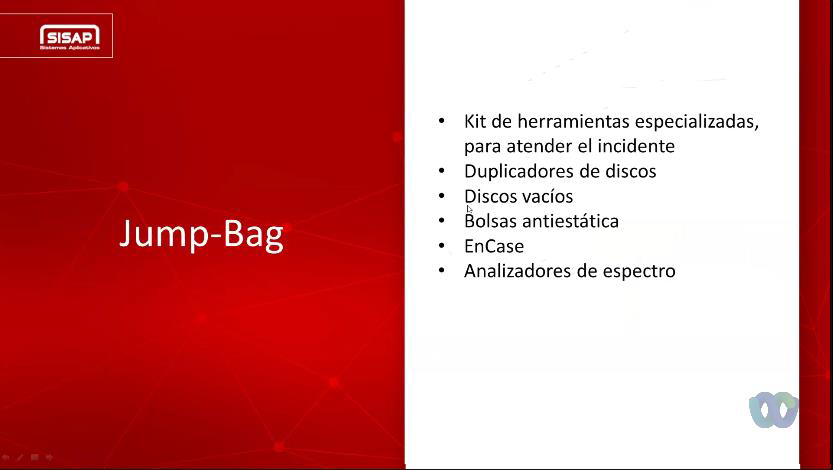 SISAP
Sistemas Aplicativos
Jump-Bag
• Kit de herramientas especializadas,
para atender el incidente
• Duplicadores de discos
• Discos vacíos
• Bolsas antiestática
• EnCase
• Analizadores de espectro